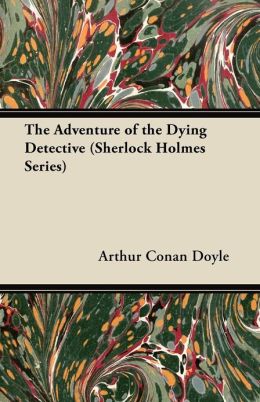 The Adventure of the Dying
Detective (Sherlock Holmes
Series)
Arthur Conan Doyle